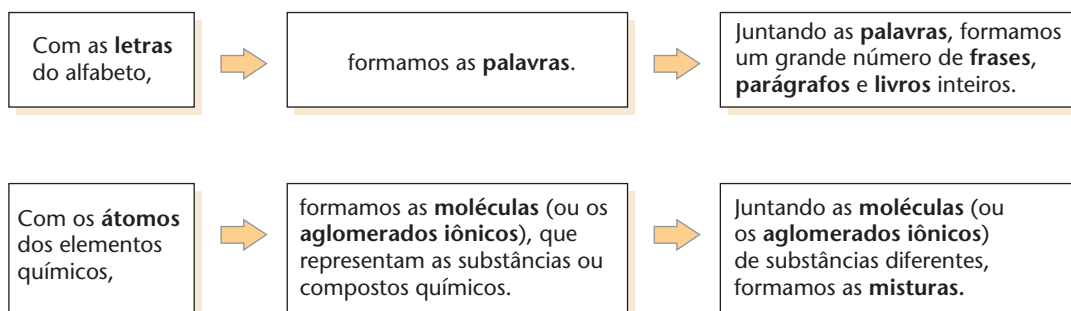 Com as letras
do alfabeto,
formamos as palavras.
Juntando as palavras, formamos
um grande número de frases,
parágrafos e livros inteiros.
Com os átomos
dos elementos
químicos,
formamos as moléculas (ou os
aglomerados iônicos), que
representam as substâncias ou
compostos químicos.
Juntando as moléculas (ou
os aglomerados iônicos)
de substâncias diferentes,
formamos as misturas.